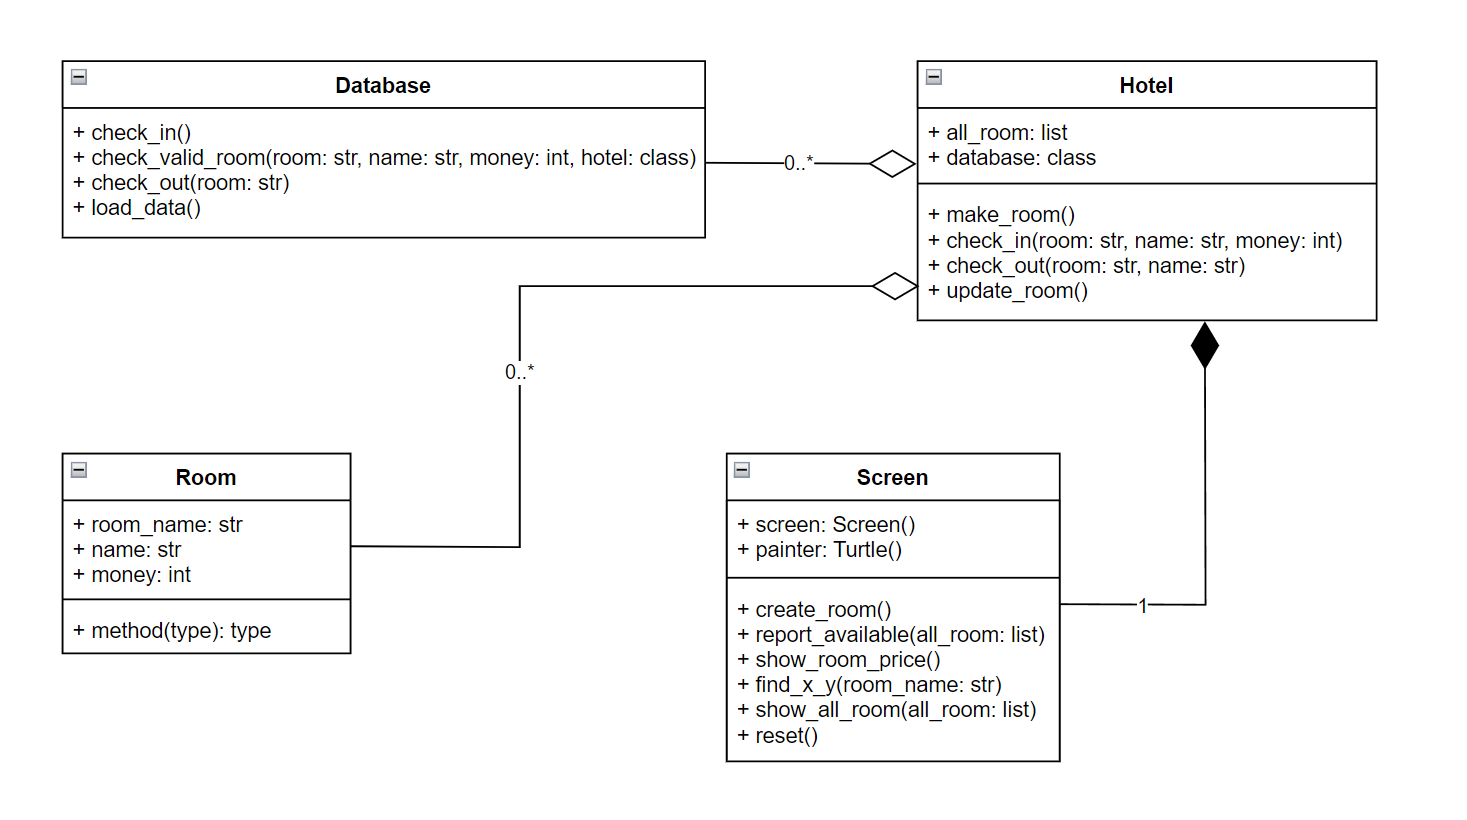 Database
+ check_in()
+ check_valid_room(room: str, name: str, money: int, hotel: class)
+ check_out(room: str)
+ load_data()
0..*
Hotel
+ all_room: list
+ database: class
+ make_room()
+ check_in(room: str, name: str, money: int)
+ check_out(room: str, name: str)
+ update_room()
0..*
Room
+ room_name: str
+ name: str
+ money: int
+ method(type): type
Screen
+ screen: Screen()
+ painter: Turtle()
+ create_room()
+ report_available(all_room: list)
+ show_room_price()
+ find_x_y(room_name: str)
+ show_all_room(all_room: list)
+ reset()
1